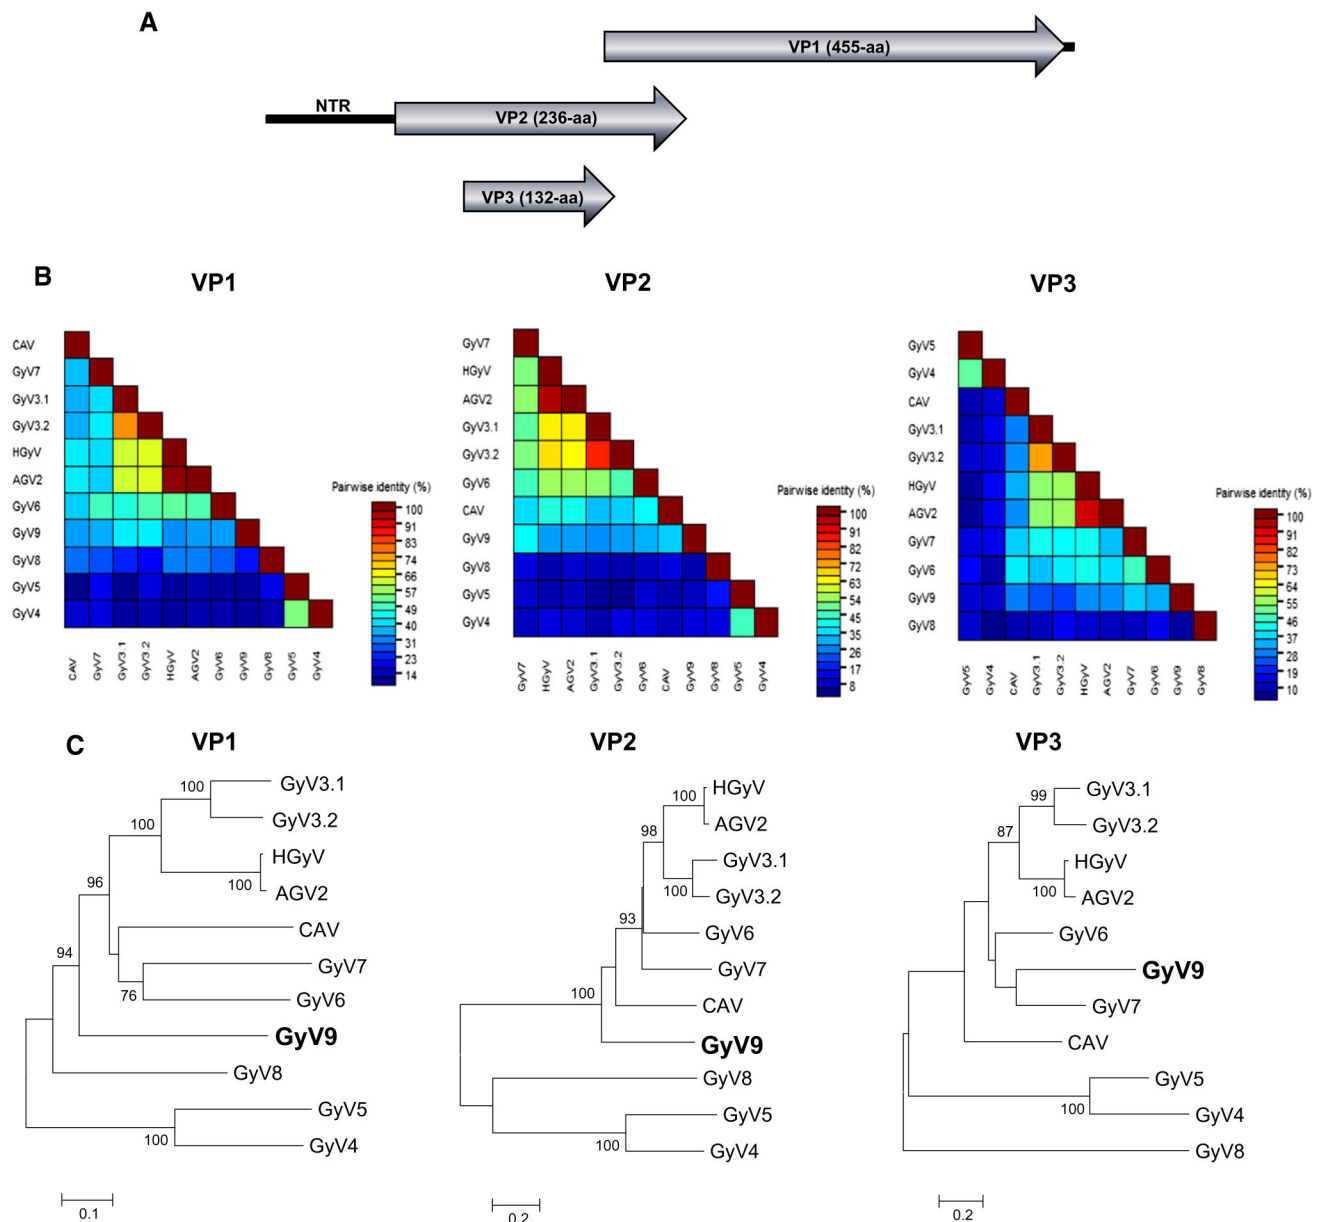 A
VP1 (455-aa)
NTR
VP2 (236-aa)
VP3 (132-aa)
B
VP1
VP2
VP3
CAV
GyV7
GyV3.1
GyV3.2
HGyV
AGV2
GyV6
GyV9
GyV8
GyV5
GyV4
CAV GyV7 GyV3.1 GyV3.2 HGyV AGV2 GyV6 GyV9 GyV8 GyV5 GyV4
Pairwise identity (%)
100
91
83
74
66
57
49
40
31
23
14
GyV7
HGyV
AGV2
GyV3.1
GyV3.2
GyV6
CAV
GyV9
GyV8
GyV5
GyV4
GyV7 HGyV AGV2 GyV3.1 GyV3.2 GyV6 CAV GyV9 GyV8 GyV5 GyV4
Pairwise identity (%)
100
91
82
72
63
54
45
35
26
17
8
GyV5
GyV4
CAV
GyV3.1
GyV3.2
HGyV
AGV2
GyV7
GyV6
GyV9
GyV8
GyV5 GyV4 CAV GyV3.1 GyV3.2 HGyV AGV2 GyV7 GyV6 GyV9 GyV8
Pairwise identity (%)
100
91
82
73
64
55
46
37
28
19
10
C
VP1
100
GyV3.1
GyV3.2
100
HGyV
100
AGV2
96
CAV
94
GyV7
76
GyV6
GyV9
GyV8
GyV5
100
GyV4
0.1
VP2
HGyV
100
AGV2
98
GyV3.1
100
GyV3.2
93
GyV6
GyV7
100
CAV
GyV9
GyV8
GyV5
100
GyV4
0.2
VP3
GyV3.1
99
GyV3.2
87
HGyV
100
AGV2
GyV6
GyV9
GyV7
CAV
GyV5
100
GyV4
GyV8
0.2